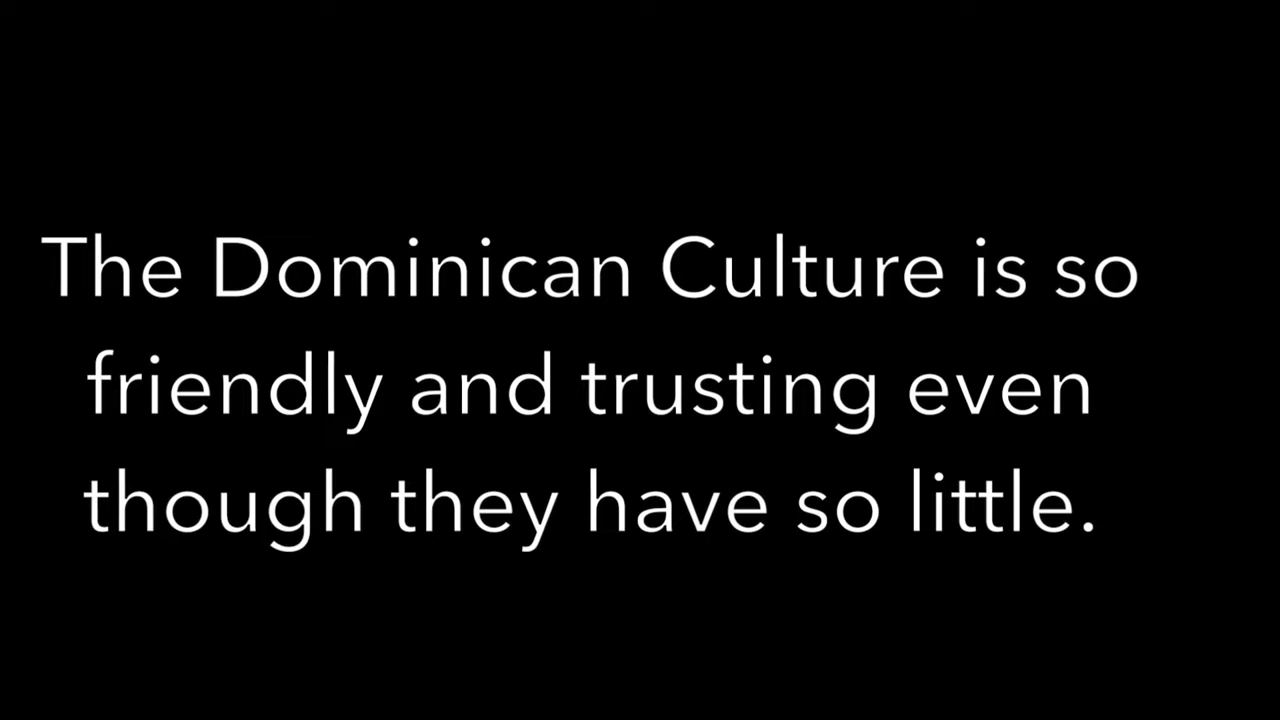 The Dominican Culture is so
friendly and trusting even
though they have so little.